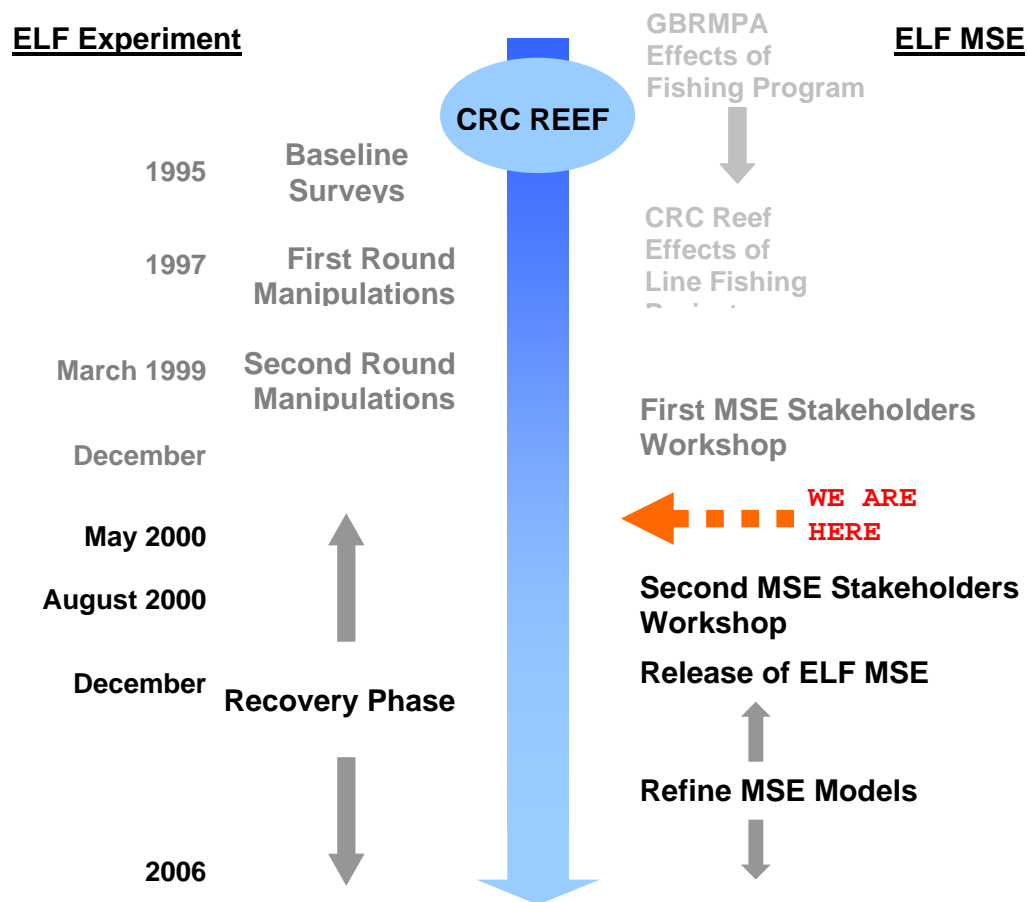 ELF Experiment
ELF MSE
GBRMPA
Effects of
Fishing Program
CRC REEF
1995
Baseline
Surveys
CRC Reef
Effects of
Line Fishing
1997
First Round
Manipulations
March 1999
Second Round
Manipulations
First MSE Stakeholders
Workshop
December
WE ARE
HERE
May 2000
August 2000
Second MSE Stakeholders
Workshop
December
Release of ELF MSE
Recovery Phase
Refine MSE Models
2006